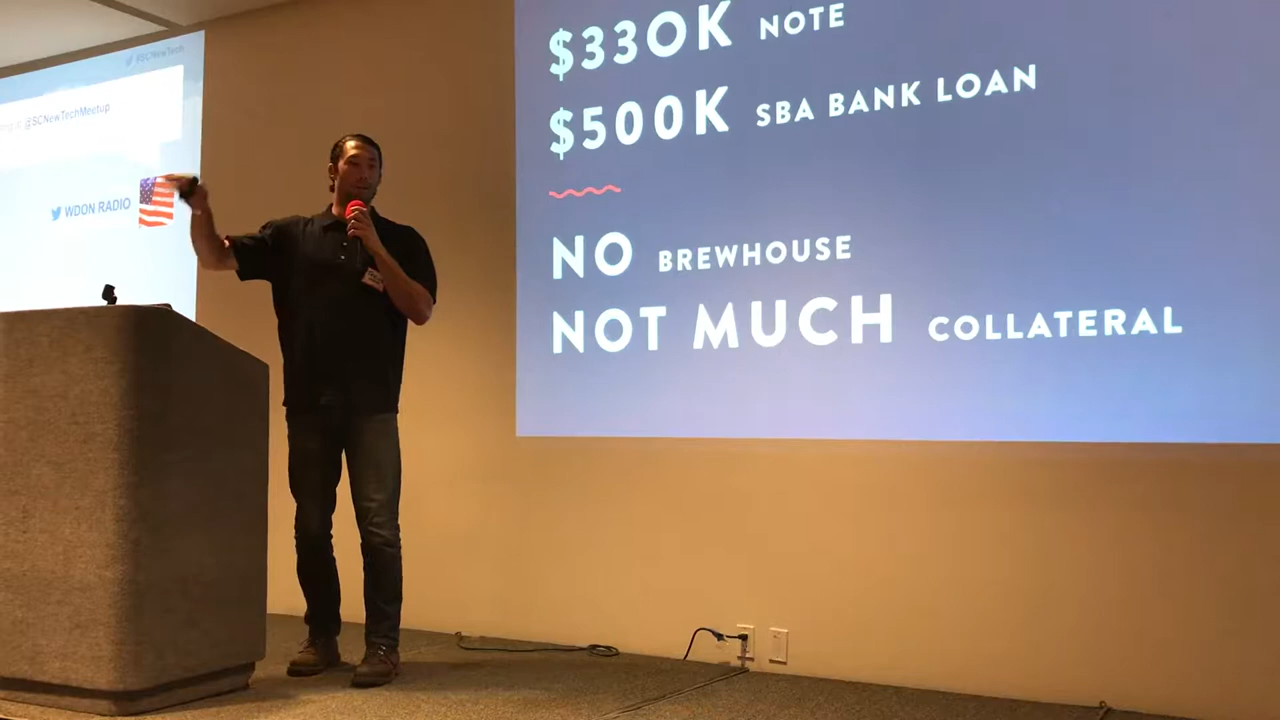 #SCNewTech
@SCNewTechMeetup
WDON RADIO
$330K NOTE
$500K SBA BANK LOAN
NO BREWHOUSE
NOT MUCH COLLATERAL